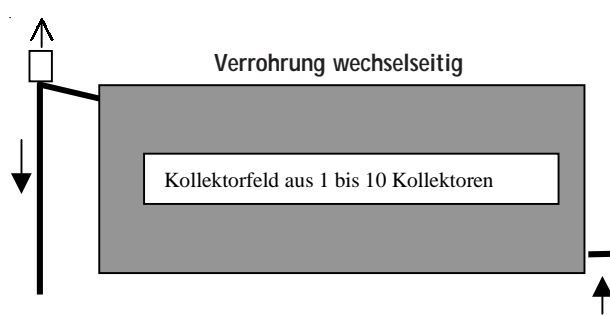 Verrohrung wechselseitig
Kollektorfeld aus 1 bis 10 Kollektoren